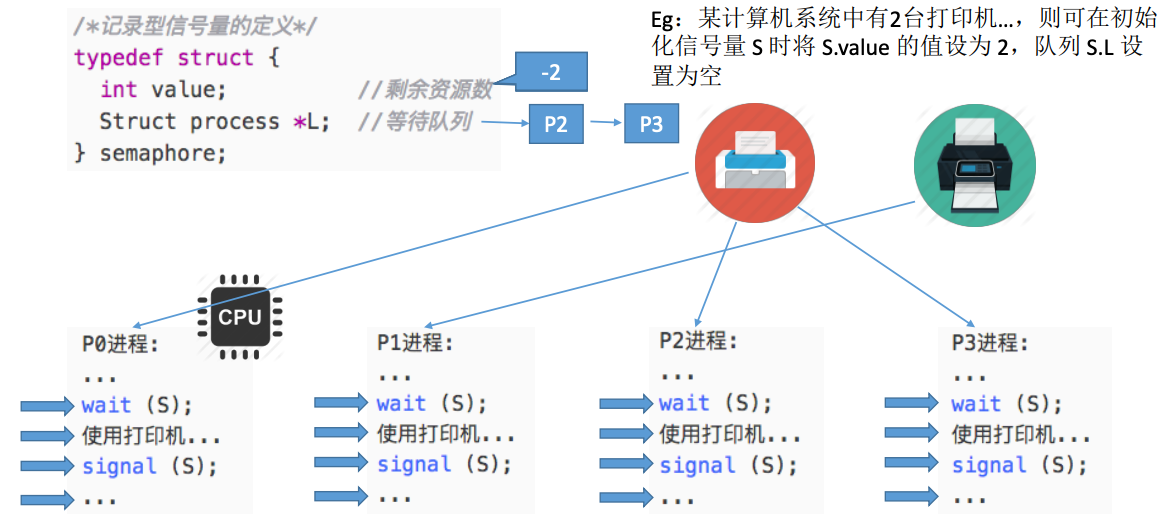 /*记录型信号量的定义*/
typedef struct {
int value; //剩余资源数
Struct process *L; //等待队列
} semaphore;
-2
P2
P3
Eg：某计算机系统中有2台打印机…，则可在初始
化信号量 S 时将 S.value 的值设为 2，队列 S.L 设
置为空
CPU
P0进程:
...
wait (S);
使用打印机...
signal (S);
...
P1进程:
...
wait (S);
使用打印机...
signal (S);
...
P2进程:
...
wait (S);
使用打印机...
signal (S);
...
P3进程:
...
wait (S);
使用打印机...
signal (S);
...